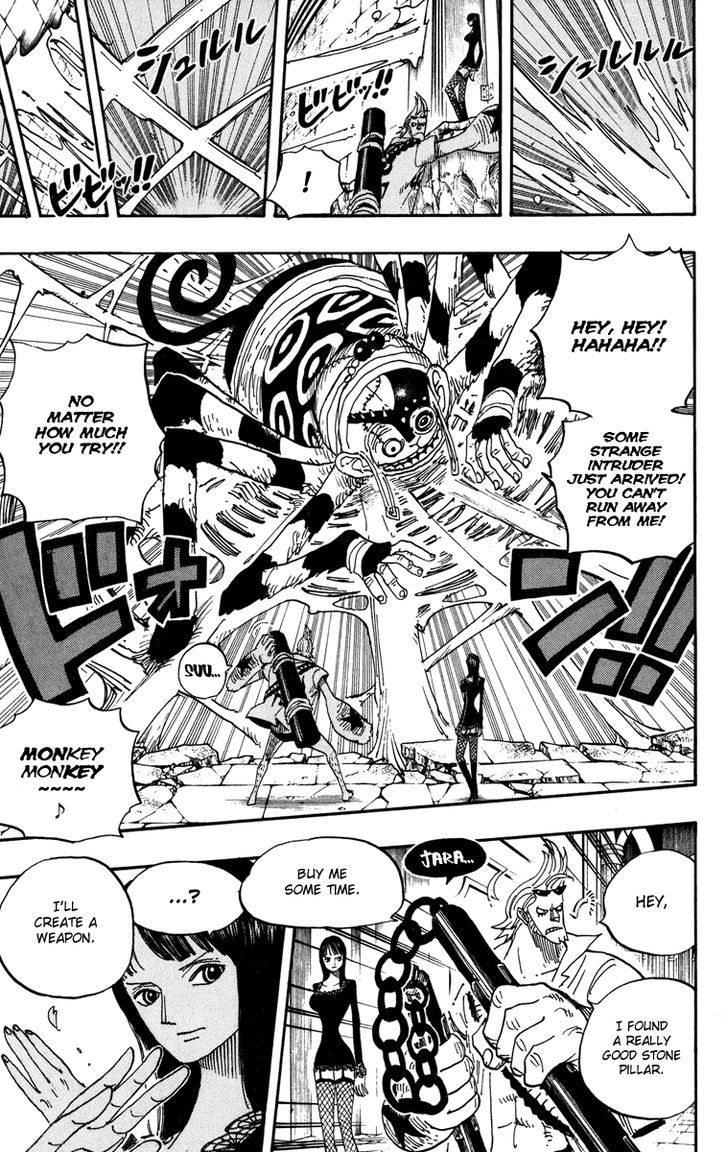 シュルルル
ビビッ!!
!
シュルルル
ビビッ!!
HEY, HEY!
HAHAHA!!
SOME
STRANGE
INTRUDER
JUST ARRIVED!
YOU CAN'T
RUN AWAY
FROM ME!
NO
MATTER
HOW MUCH
YOU TRY!!
ドォン!!
SUU...
MONKEY
MONKEY
~~~~
♪
HEY,
JARA...
I FOUND
A REALLY
GOOD STONE
PILLAR.
BUY ME
SOME TIME.
...?
I'LL
CREATE A
WEAPON.